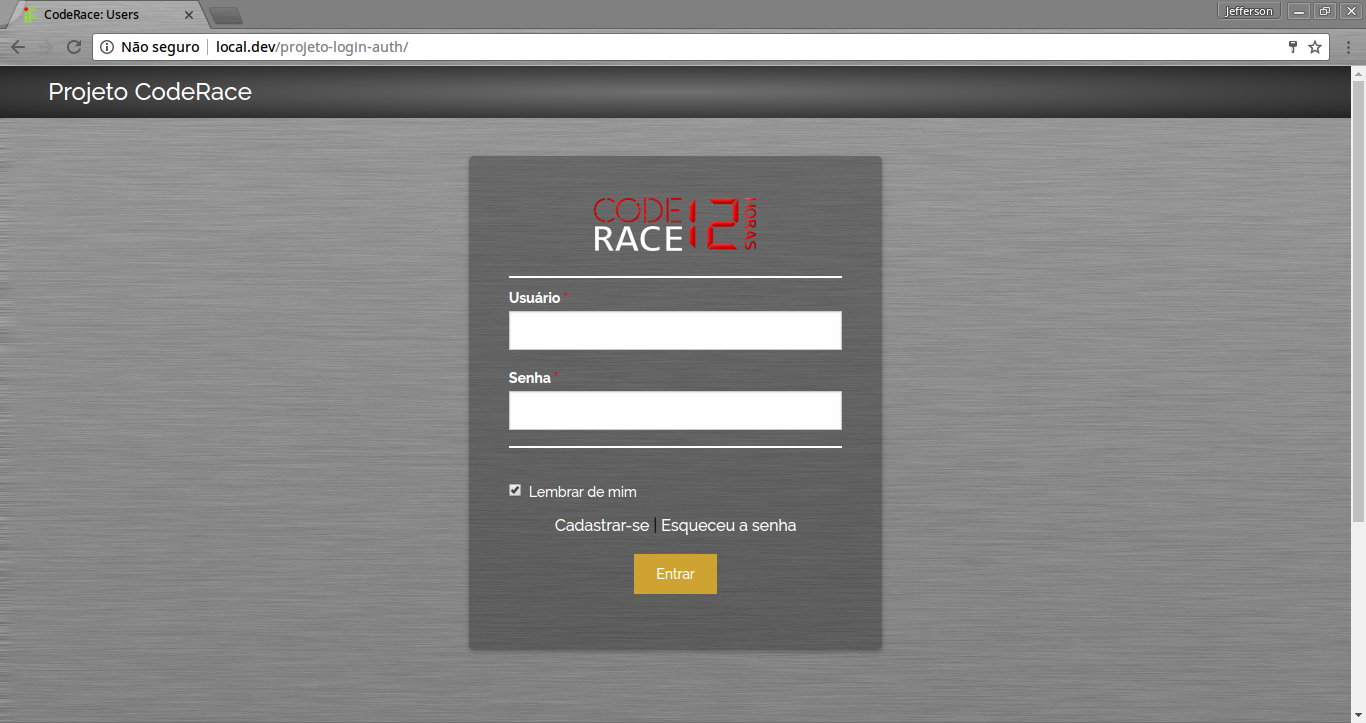 CodeRace: Users
Jefferson
Não seguro local.dev/projeto-login-auth/
Projeto CodeRace
CODE
RACE
12
HORAS
Usuário *
Senha *
Lembrar de mim
Cadastrar-se | Esqueceu a senha
Entrar